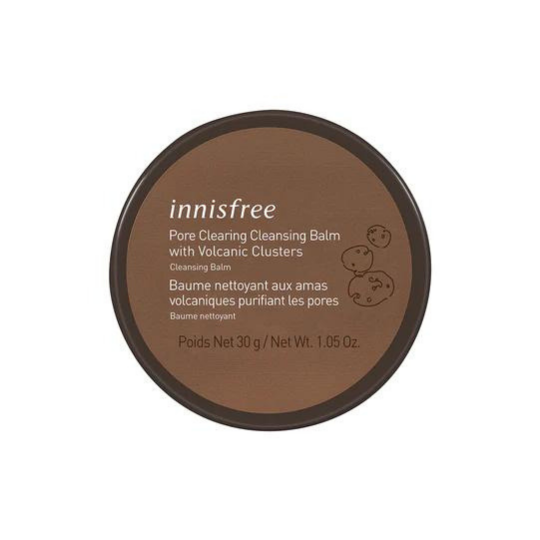 innisfree
Pore Clearing Cleansing Balm
with Volcanic Clusters
Cleansing Balm
Baume nettoyant aux amas
volcaniques purifiant les pores
Baume nettoyant
Poids Net 30 g / Net Wt. 1.05 Oz.